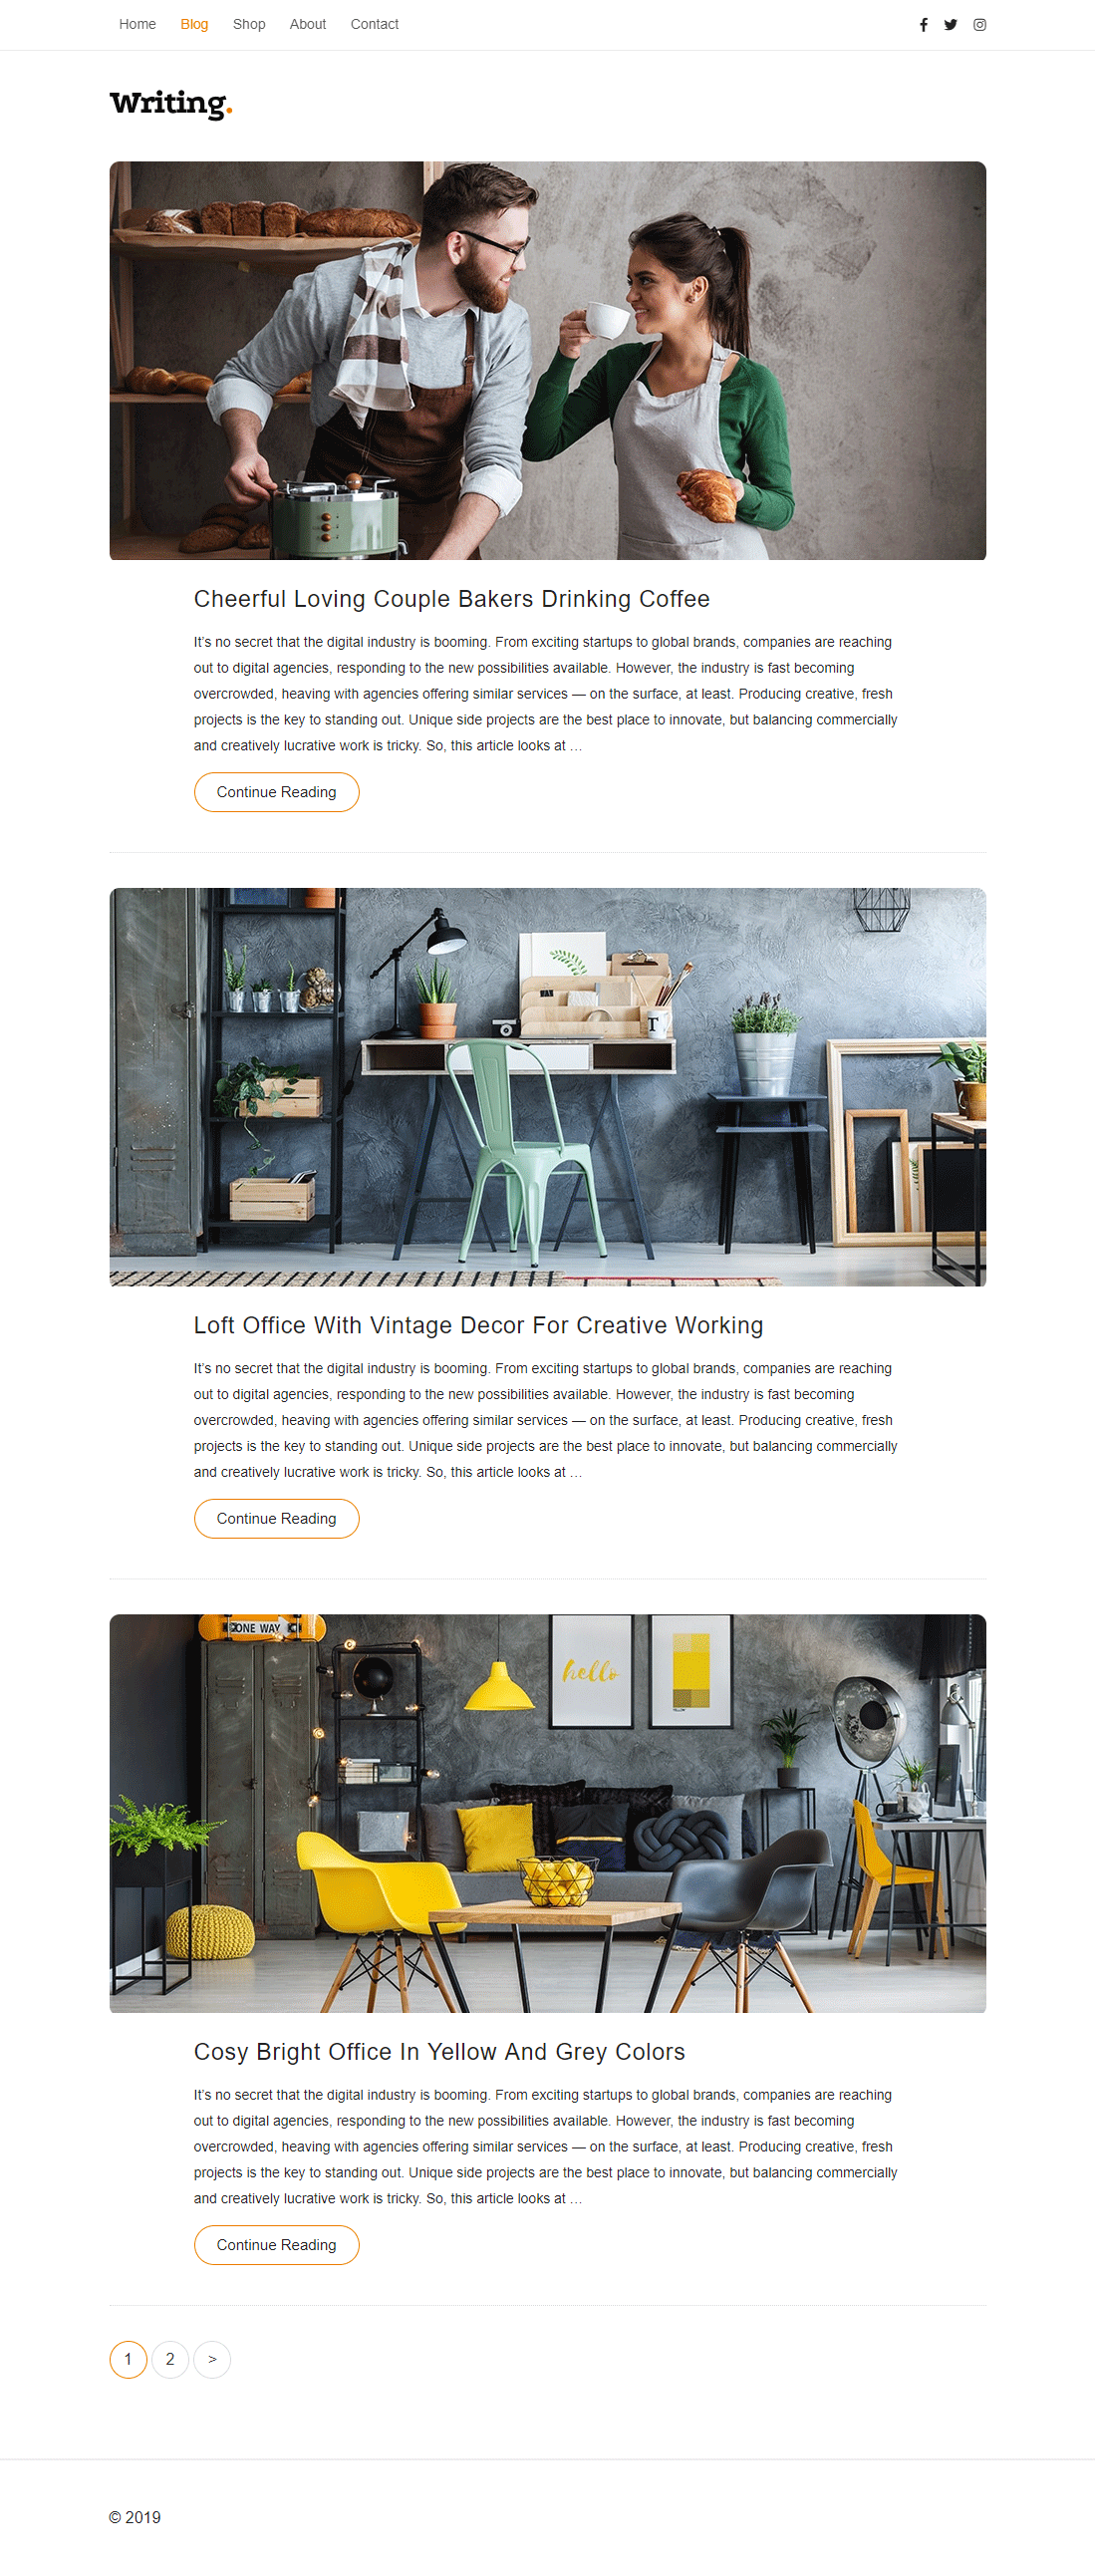 Home Blog Shop About Contact
Writing.
Cheerful Loving Couple Bakers Drinking Coffee
It's no secret that the digital industry is booming. From exciting startups to global brands, companies are reaching
out to digital agencies, responding to the new possibilities available. However, the industry is fast becoming
overcrowded, heaving with agencies offering similar services — on the surface, at least. Producing creative, fresh
projects is the key to standing out. Unique side projects are the best place to innovate, but balancing commercially
and creatively lucrative work is tricky. So, this article looks at …
Continue Reading
T
Loft Office With Vintage Decor For Creative Working
It's no secret that the digital industry is booming. From exciting startups to global brands, companies are reaching
out to digital agencies, responding to the new possibilities available. However, the industry is fast becoming
overcrowded, heaving with agencies offering similar services — on the surface, at least. Producing creative, fresh
projects is the key to standing out. Unique side projects are the best place to innovate, but balancing commercially
and creatively lucrative work is tricky. So, this article looks at …
Continue Reading
ONE WAY
hello
Cosy Bright Office In Yellow And Grey Colors
It's no secret that the digital industry is booming. From exciting startups to global brands, companies are reaching
out to digital agencies, responding to the new possibilities available. However, the industry is fast becoming
overcrowded, heaving with agencies offering similar services — on the surface, at least. Producing creative, fresh
projects is the key to standing out. Unique side projects are the best place to innovate, but balancing commercially
and creatively lucrative work is tricky. So, this article looks at …
Continue Reading
1 2 >
© 2019